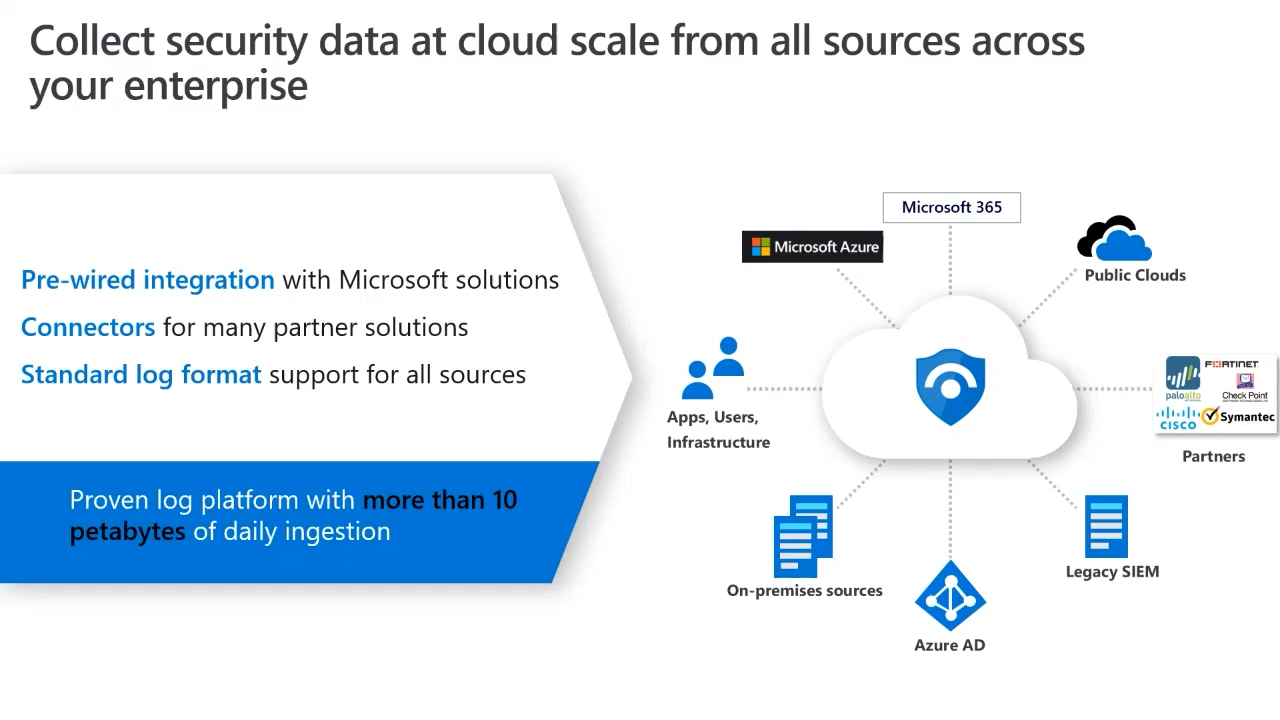 Collect security data at cloud scale from all sources across
your enterprise
Pre-wired integration with Microsoft solutions
Connectors for many partner solutions
Standard log format support for all sources
Proven log platform with more than 10
petabytes of daily ingestion
Microsoft 365
Microsoft Azure
Public Clouds
Apps, Users,
Infrastructure
paloalto
FORTINET
Check Point
CISCO
Symantec
Partners
On-premises sources
Azure AD
Legacy SIEM